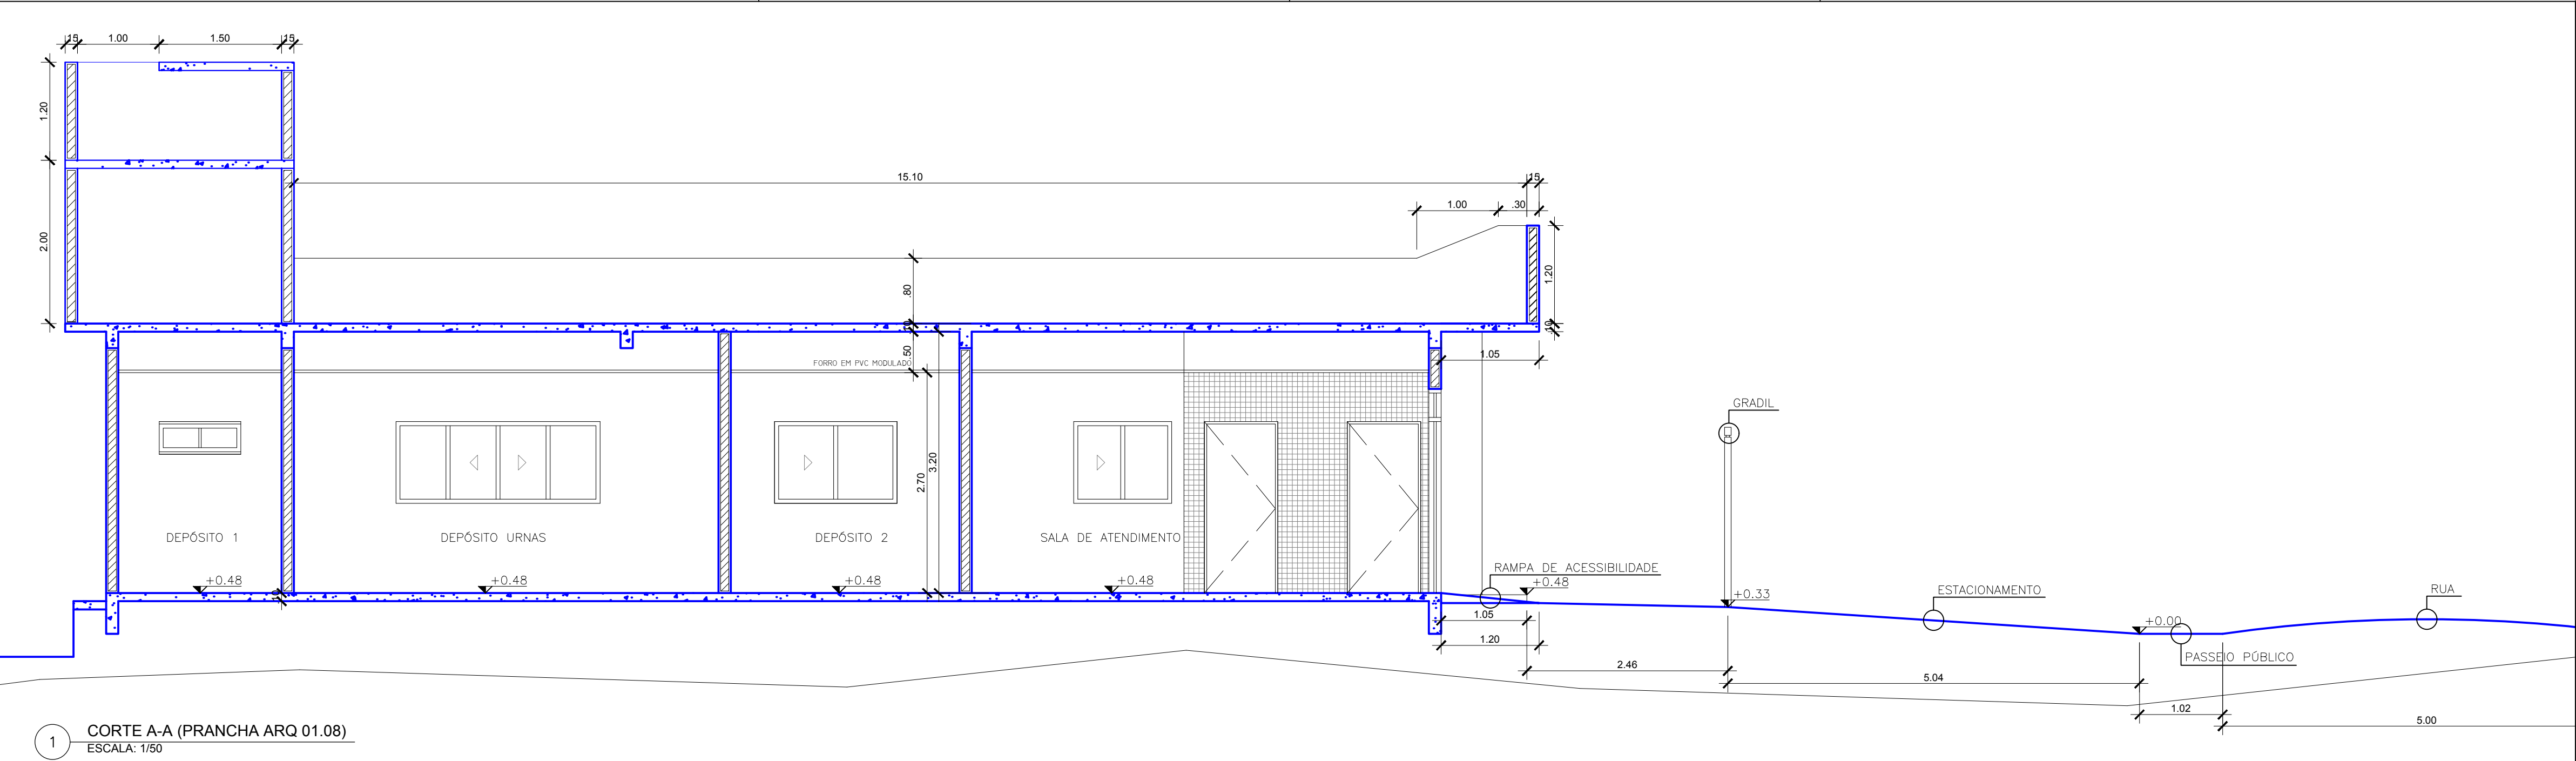 .15
1.00
1.50
.15
1.20
2.00
15.10
.15
1.00
.30
1.20
.80
.10
.10
.50
1.05
FORRO EM PVC MODULADO
GRADIL
3.20
2.70
DEPÓSITO 1
DEPÓSITO URNAS
DEPÓSITO 2
SALA DE ATENDIMENTO
RAMPA DE ACESSIBILIDADE
+0.48
+0.48
+0.48
+0.48
+0.48
+0.33
ESTACIONAMENTO
RUA
1.05
+0.00
1.20
PASSEIO PÚBLICO
2.46
5.04
1.02
5.00
1
CORTE A-A (PRANCHA ARQ 01.08)
ESCALA: 1/50